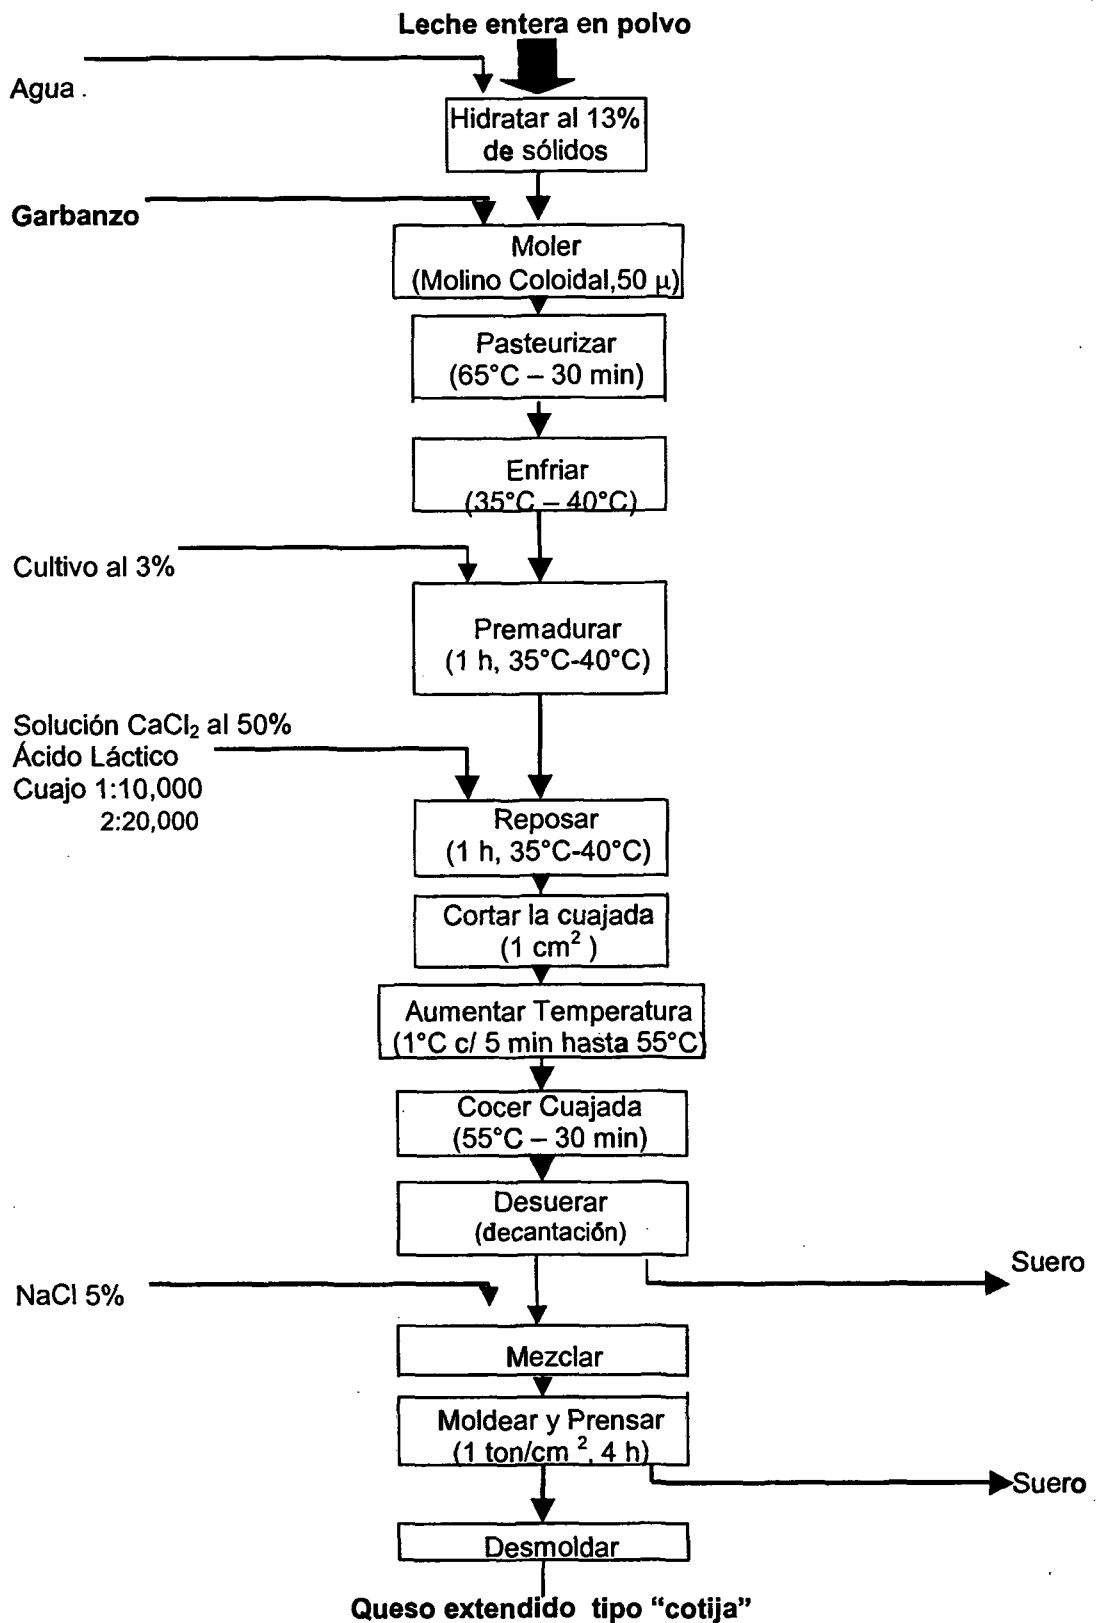 Leche entera en polvo
Agua
Hidratar al 13%
de sólidos
Garbanzo
Moler
(Molino Coloidal,50 µ)
Pasteurizar
(65°C – 30 min)
Enfriar
(35°C – 40°C)
Cultivo al 3%
Premadurar
(1 h, 35°C-40°C)
Solución CaCl₂ al 50%
Ácido Láctico
Cuajo 1:10,000
2:20,000
Reposar
(1 h, 35°C-40°C)
Cortar la cuajada
(1 cm² )
Aumentar Temperatura
(1°C c/ 5 min hasta 55°C)
Cocer Cuajada
(55°C – 30 min)
Desuerar
(decantación)
Suero
NaCl 5%
Mezclar
Moldear y Prensar
(1 ton/cm ², 4 h)
Suero
Desmoldar
Queso extendido tipo “cotija”